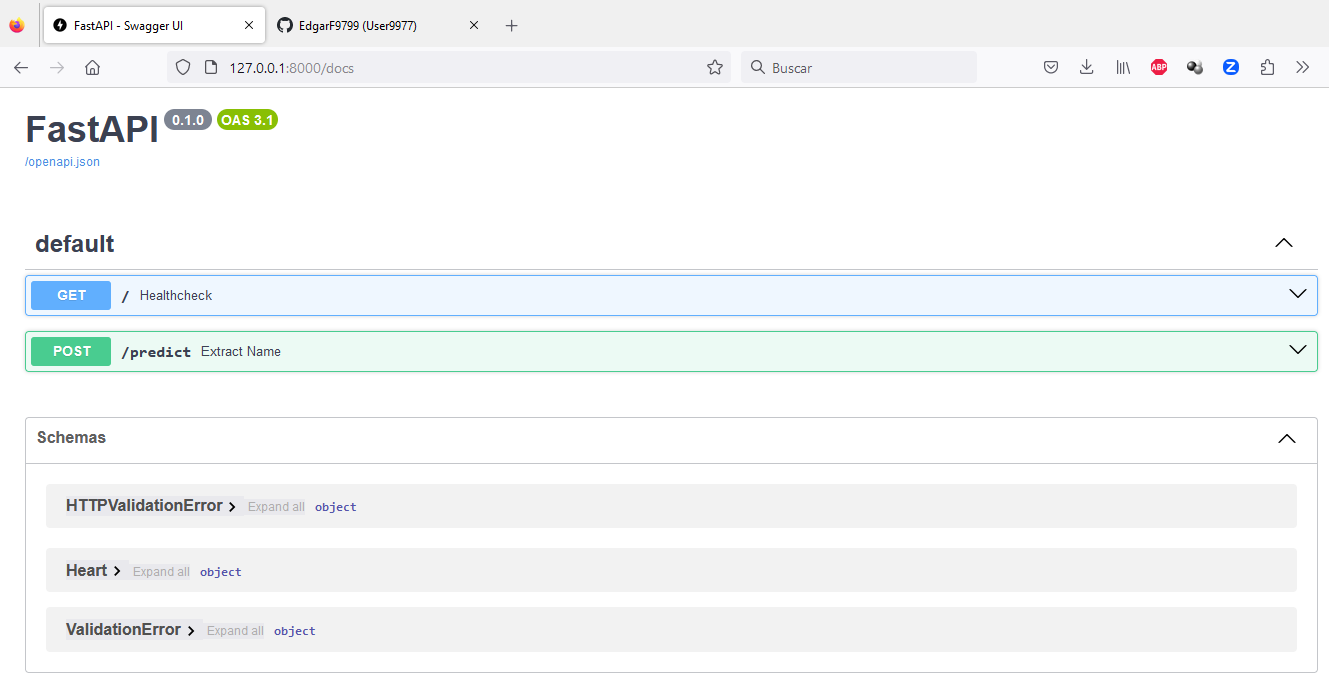 FastAPI - Swagger UI
EdgarF9799 (User9977)
127.0.0.1:8000/docs
Buscar
ABP
Z
FastAPI 0.1.0 OAS 3.1
/openapi.json
default
GET / Healthcheck
POST /predict Extract Name
Schemas
HTTPValidationError Expand all object
Heart Expand all object
ValidationError Expand all object